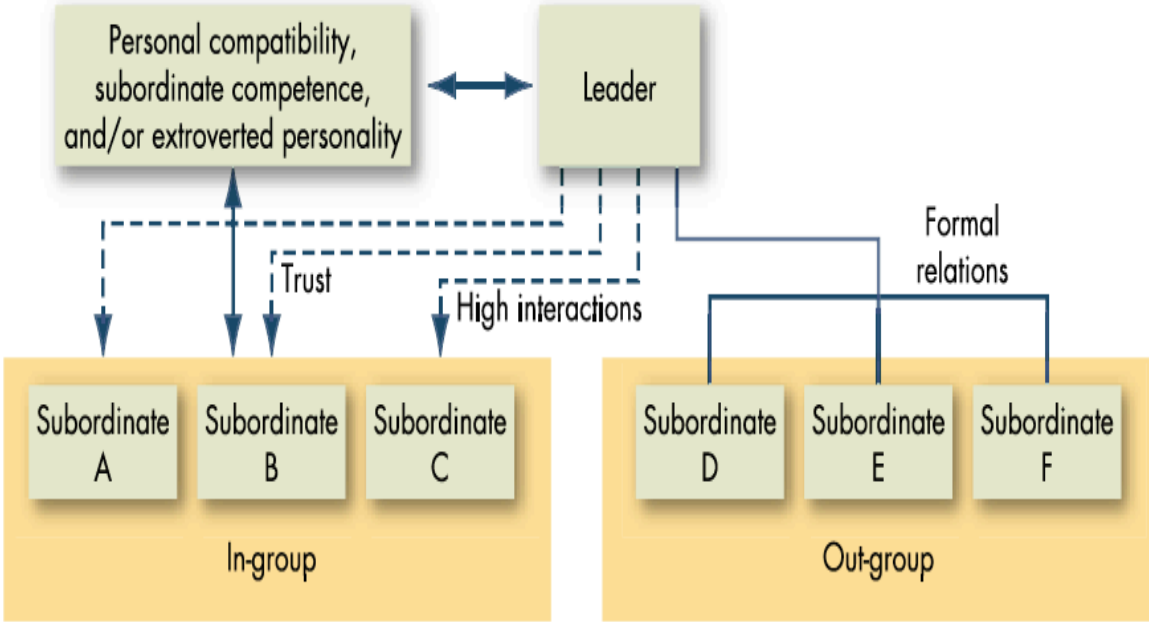 Personal compatibility,
subordinate competence,
and/or extroverted personality
Leader
Formal
relations
Trust
High interactions
Subordinate
A
Subordinate
B
Subordinate
C
Subordinate
D
Subordinate
E
Subordinate
F
In-group
Out-group